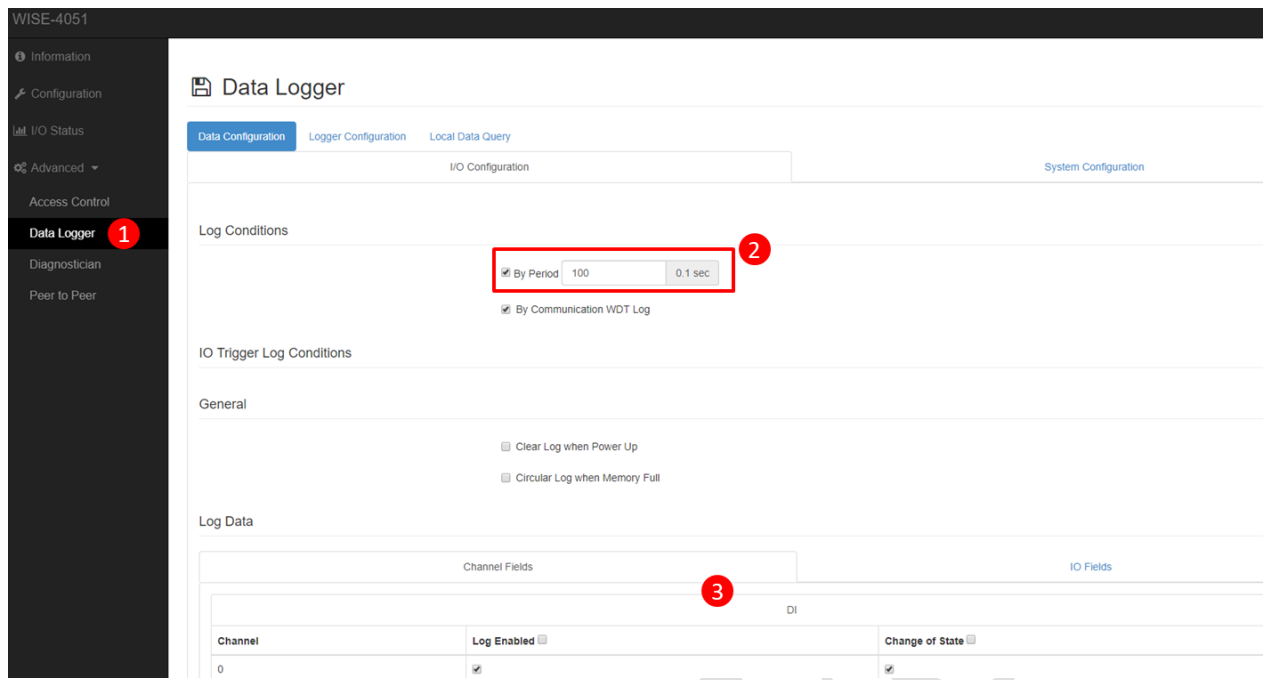 WISE-4051
Information
Configuration
I/O Status
Advanced
Access Control
Data Logger 1
Diagnostician
Peer to Peer
Data Logger
Data Configuration Logger Configuration Local Data Query
I/O Configuration System Configuration
Log Conditions
2
By Period 100 0.1 sec
By Communication WDT Log
IO Trigger Log Conditions
General
Clear Log when Power Up
Circular Log when Memory Full
Log Data
Channel Fields IO Fields
3
DI
Channel Log Enabled Change of State
0